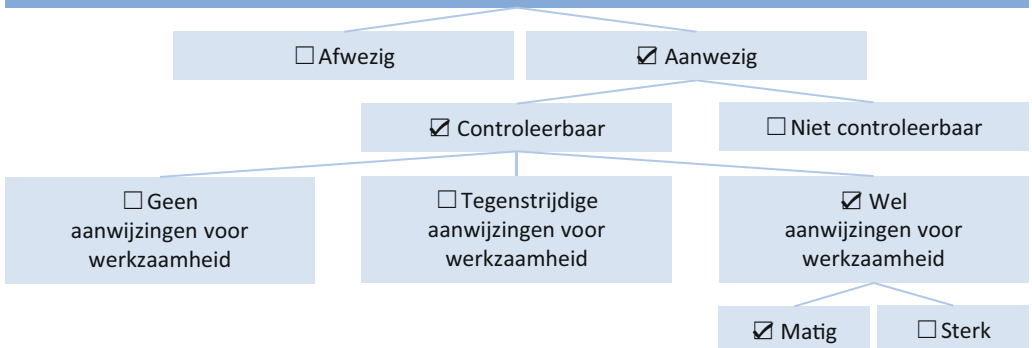 ☐ Afwezig
☑ Aanwezig
☑ Controleerbaar
☐ Niet controleerbaar
☐ Geen
aanwijzingen voor
werkzaamheid
☐ Tegenstrijdige
aanwijzingen voor
werkzaamheid
☑ Wel
aanwijzingen voor
werkzaamheid
☑ Matig
☐ Sterk